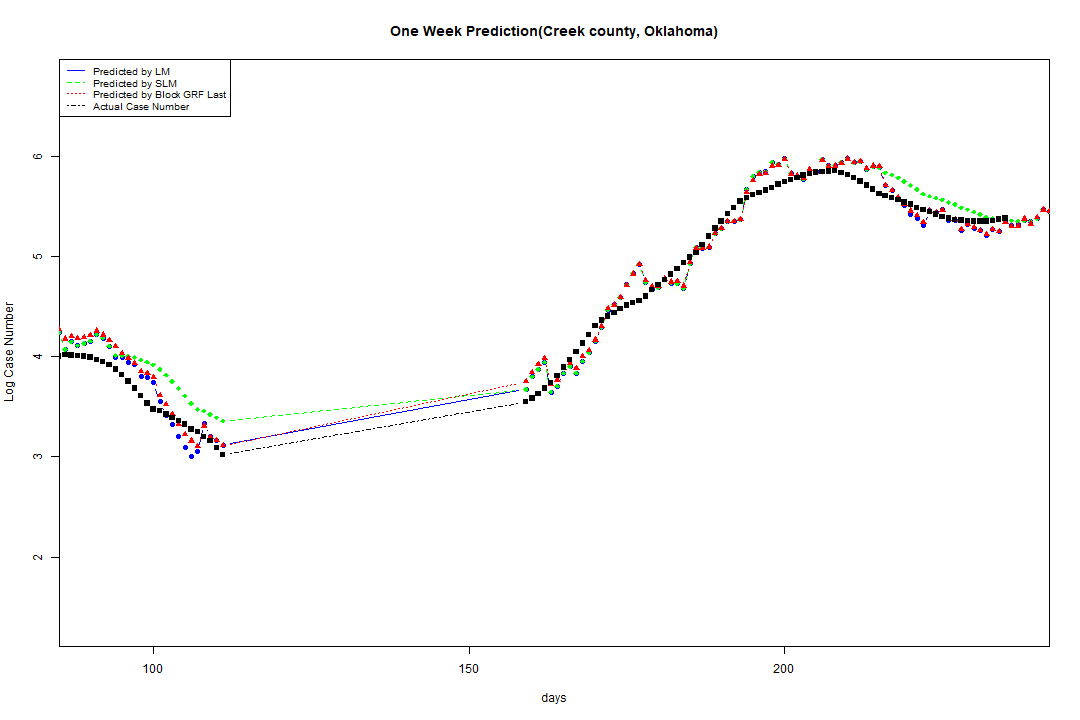 One Week Prediction(Creek county, Oklahoma)
Predicted by LM
Predicted by SLM
Predicted by Block GRF Last
Actual Case Number
6
5
4
3
2
Log Case Number
100 150 200
days